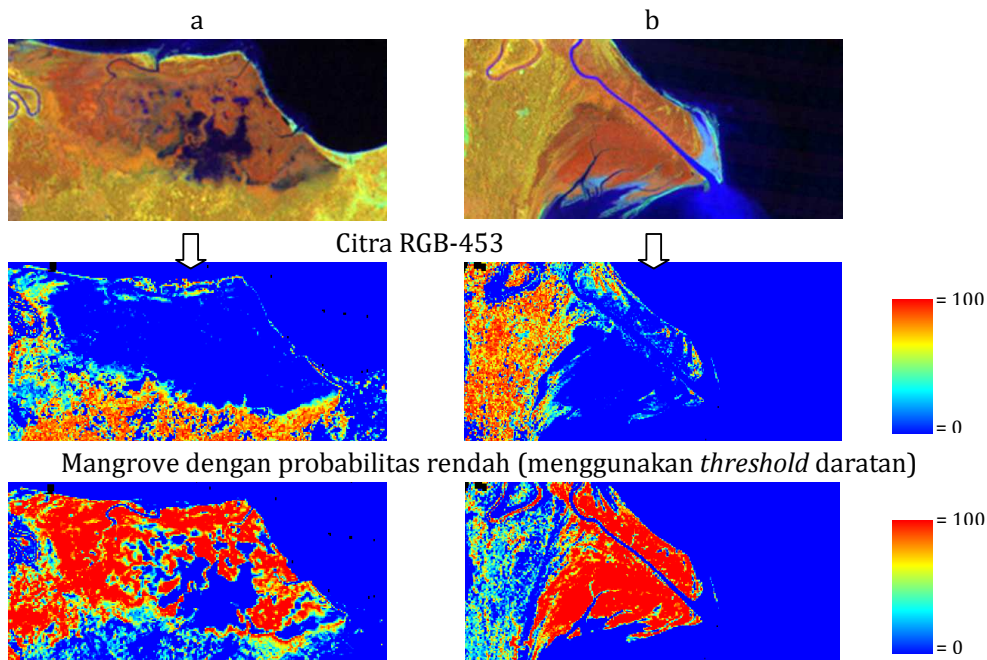 a
b
Citra RGB-453
= 100
= 0
Mangrove dengan probabilitas rendah (menggunakan threshold daratan)
= 100
= 0